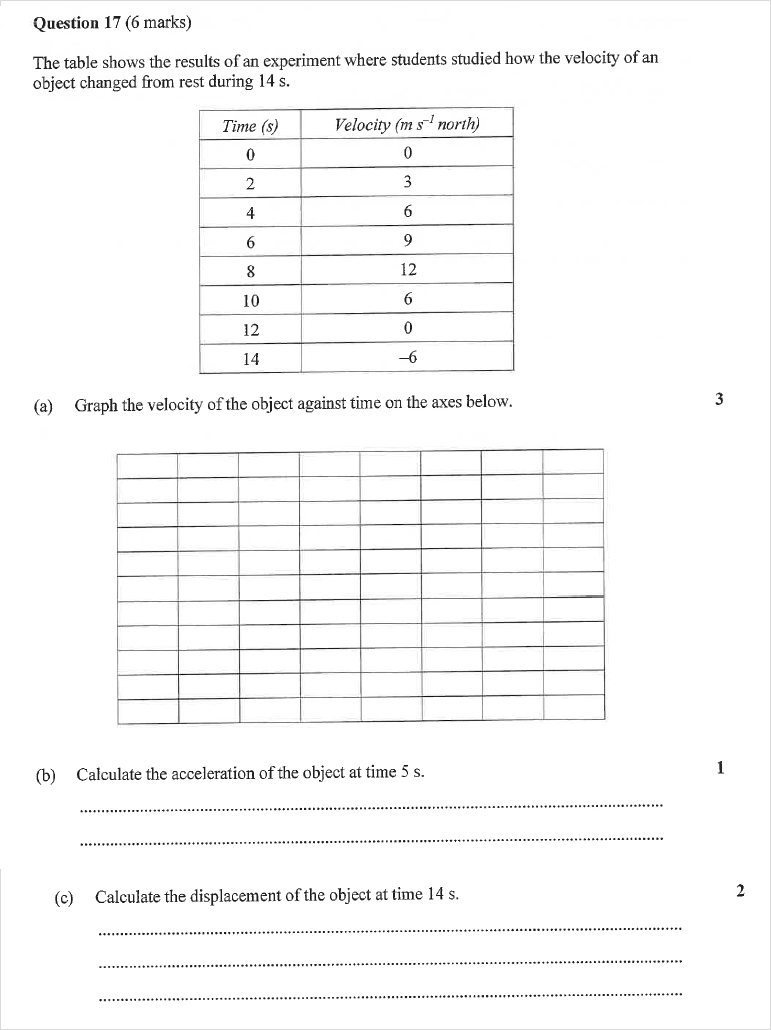 Question 17 (6 marks)
The table shows the results of an experiment where students studied how the velocity of an
object changed from rest during 14 s.
Time (s) Velocity (m s⁻¹ north)
0 0
2 3
4 6
6 9
8 12
10 6
12 0
14 –6
(a) Graph the velocity of the object against time on the axes below. 3
(b) Calculate the acceleration of the object at time 5 s. 1
(c) Calculate the displacement of the object at time 14 s. 2